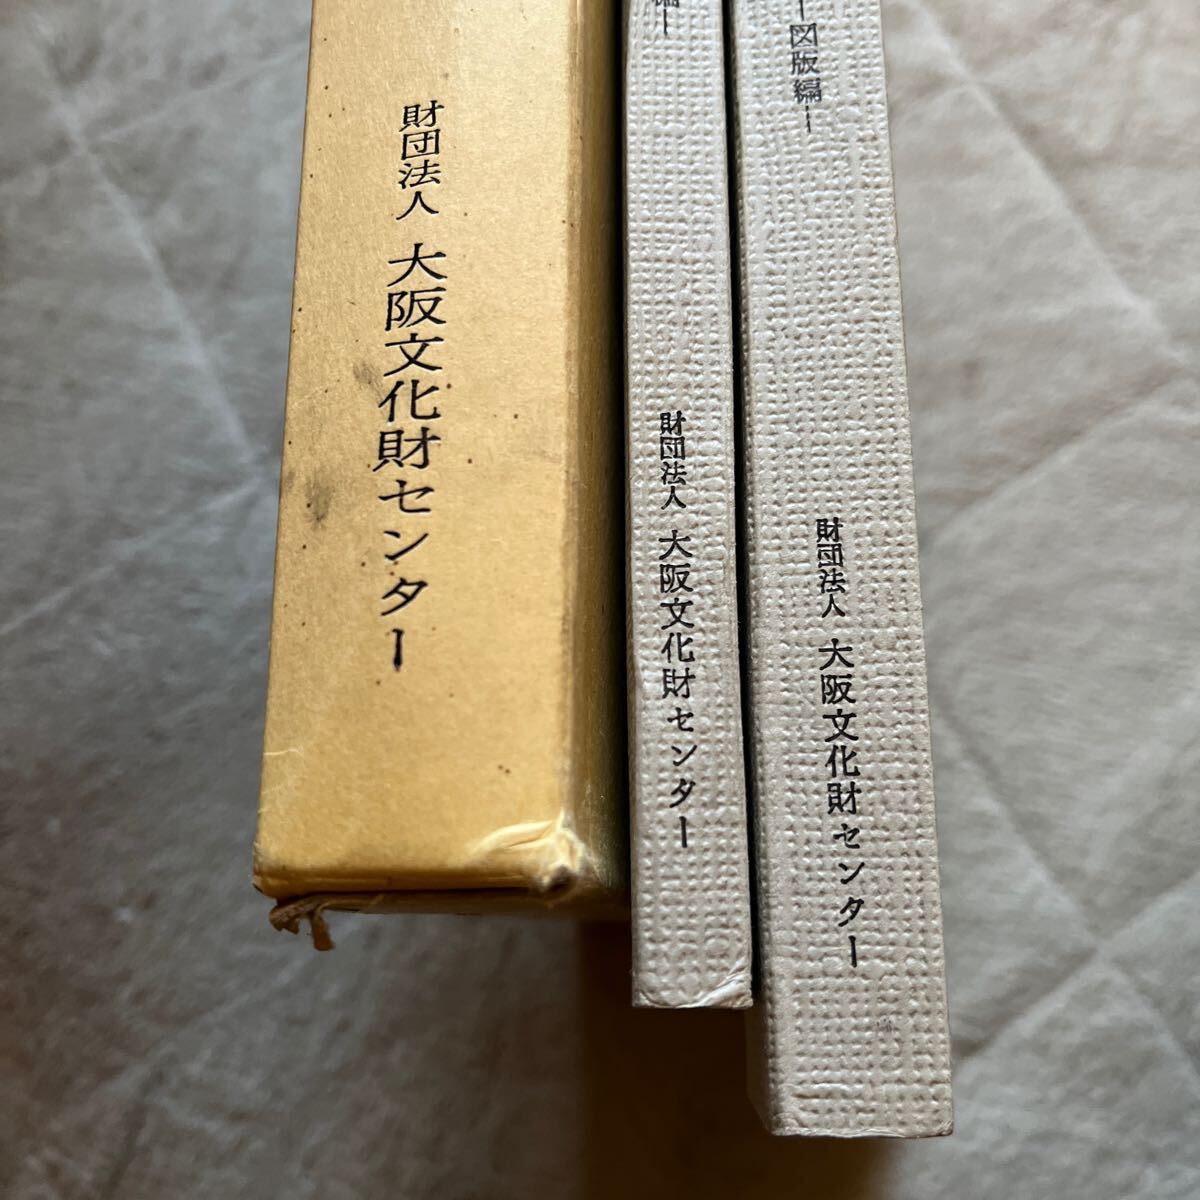 財団法人 大阪文化財センター
編－
財団法人 大阪文化財センター
－図版編－
財団法人 大阪文化財センター